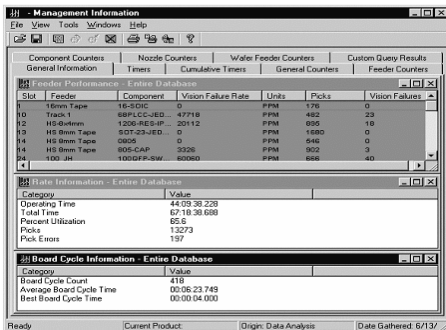 - Management Information
File View Tools Windows Help
Component Counters Nozzle Counters Wafer Feeder Counters Custom Query Results
General Information Timers Cumulative Timers General Counters Feeder Counters
Feeder Performance - Entire Database
Slot Feeder Component Vision Failure Rate Units Picks Vision Failures
1 16mm Tape 16-SOIC 0 PPM 176 0
10 Track 1 68PLCC-JED... 47718 PPM 482 23
12 HS-8x4mm 1206-RES-IP... 20112 PPM 895 18
13 HS 8mm Tape SOT-23-JED... 0 PPM 1680 0
14 HS 8mm Tape 0805 0 PPM 546 0
14 HS 8mm Tape 805-CAP 3326 PPM 902 3
24 100 JH 100QFP-SW... 60060 PPM 666 40
Rate Information - Entire Database
Category Value
Operating Time 44:09:38.228
Total Time 67:18:38.688
Percent Utilization 65.6
Picks 13273
Pick Errors 197
Board Cycle Information - Entire Database
Category Value
Board Cycle Count 418
Average Board Cycle Time 00:06:23.749
Best Board Cycle Time 00:00:04.000
Ready Current Product: Origin: Data Analysis Date Gathered: 6/13/